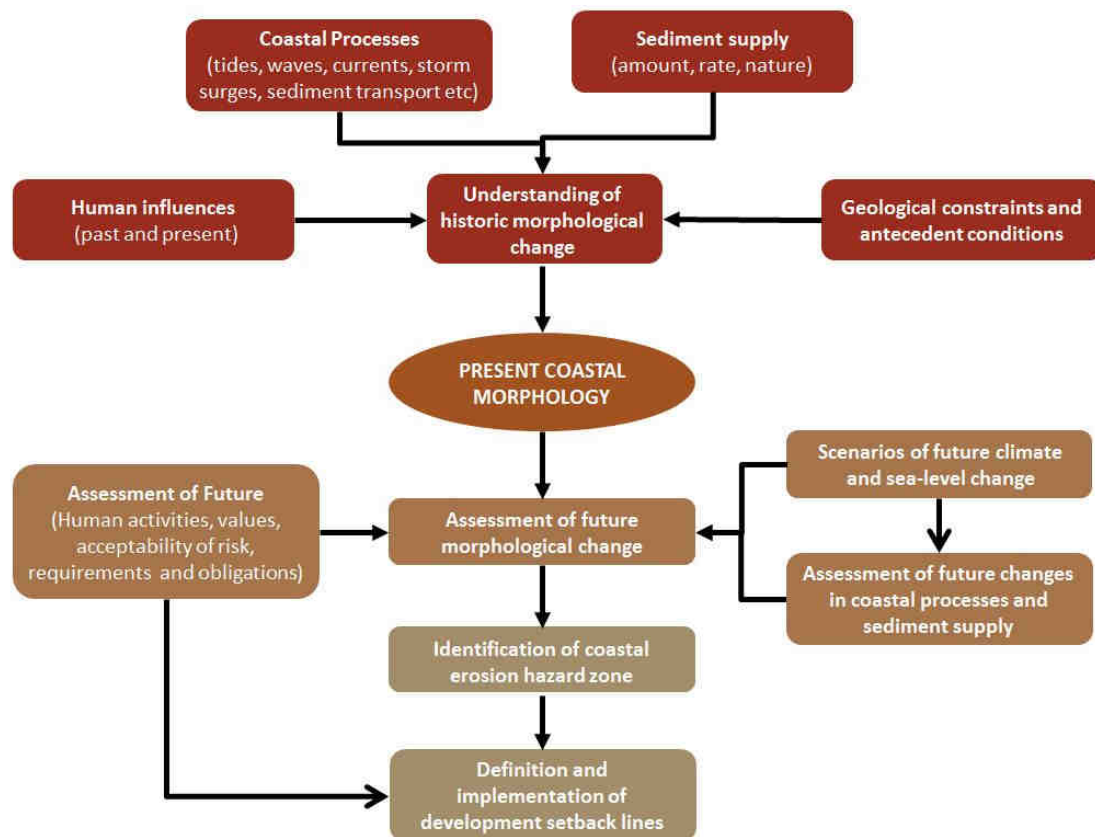 Coastal Processes
(tides, waves, currents, storm
surges, sediment transport etc)
Sediment supply
(amount, rate, nature)
Human influences
(past and present)
Understanding of
historic morphological
change
Geological constraints and
antecedent conditions
PRESENT COASTAL
MORPHOLOGY
Assessment of Future
(Human activities, values,
acceptability of risk,
requirements and obligations)
Assessment of future
morphological change
Scenarios of future climate
and sea-level change
Assessment of future changes
in coastal processes and
sediment supply
Identification of coastal
erosion hazard zone
Definition and
implementation of
development setback lines